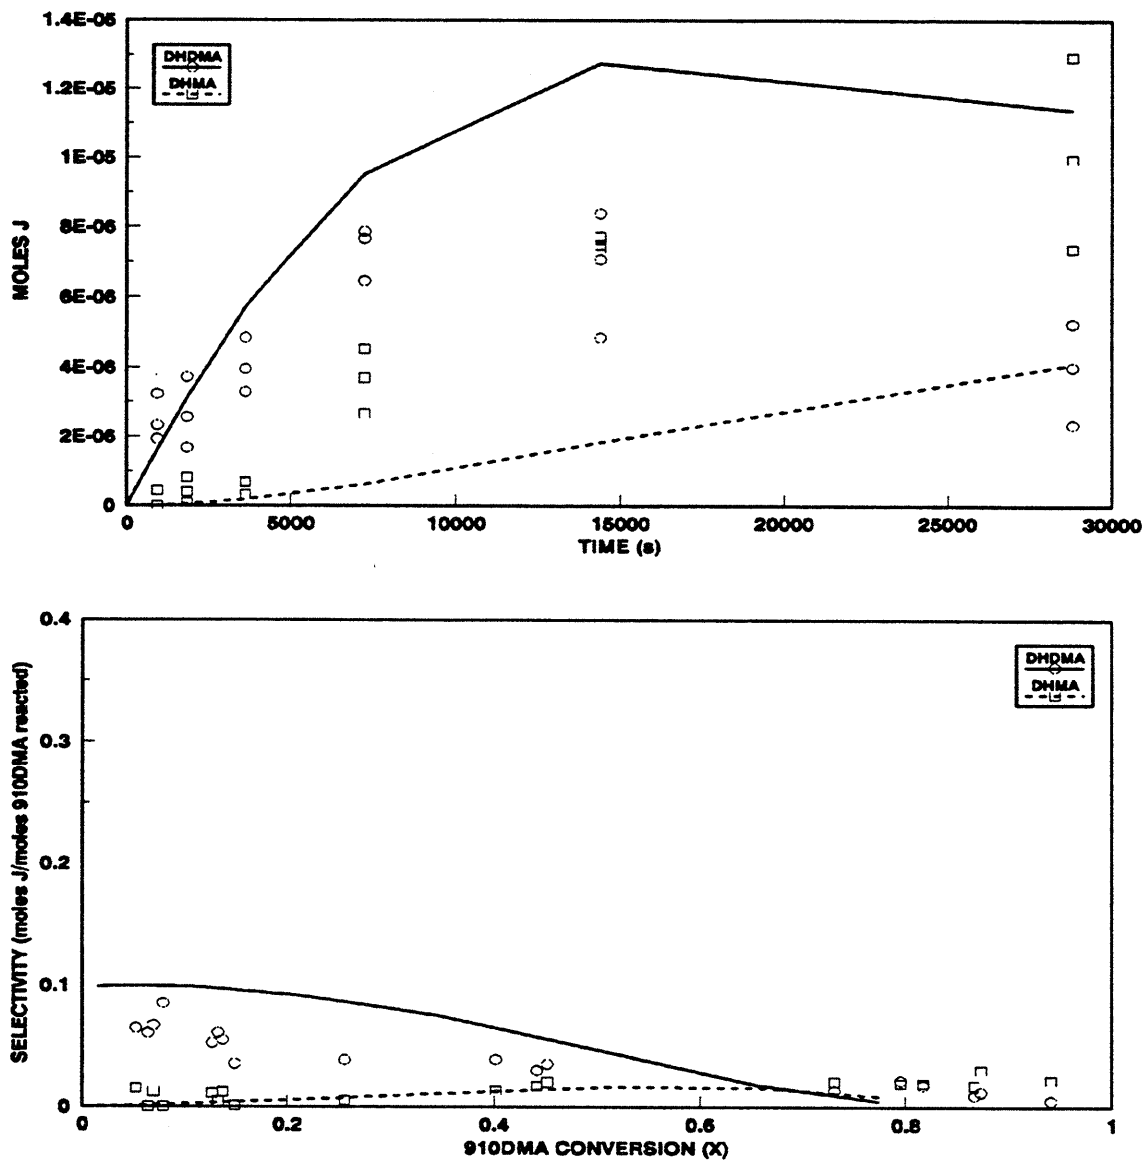 1.4E-05
1.2E-05
1E-05
8E-06
6E-06
4E-06
2E-06
0
MOLES J
DHDMA
DHMA
0 5000 10000 15000 20000 25000 30000
TIME (s)
0.4
0.3
0.2
0.1
0
SELECTIVITY (moles J/moles 910DMA reacted)
DHDMA
DHMA
0 0.2 0.4 0.6 0.8 1
910DMA CONVERSION (X)